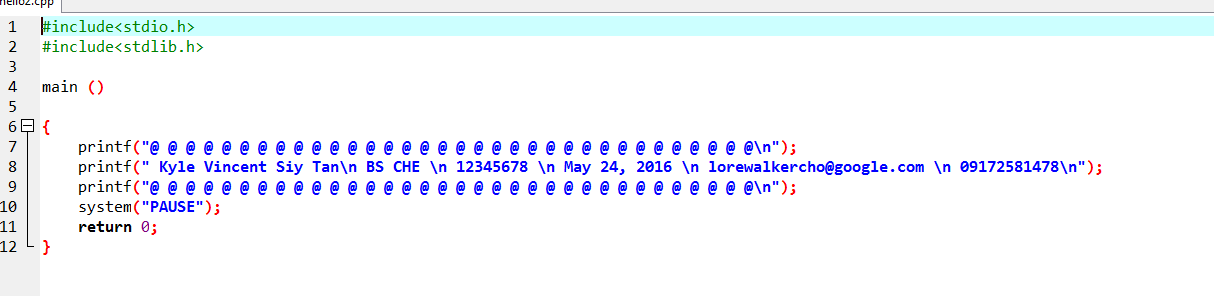 hello2.cpp
1 #include<stdio.h>
2 #include<stdlib.h>
3
4 main ()
5
6 {
7 printf("@ @ @ @ @ @ @ @ @ @ @ @ @ @ @ @ @ @ @ @ @ @ @ @ @ @ @ @ @ @ @ @ @ @\n");
8 printf(" Kyle Vincent Siy Tan\n BS CHE \n 12345678 \n May 24, 2016 \n lorewalkercho@google.com \n 09172581478\n");
9 printf("@ @ @ @ @ @ @ @ @ @ @ @ @ @ @ @ @ @ @ @ @ @ @ @ @ @ @ @ @ @ @ @ @ @\n");
10 system("PAUSE");
11 return 0;
12 }